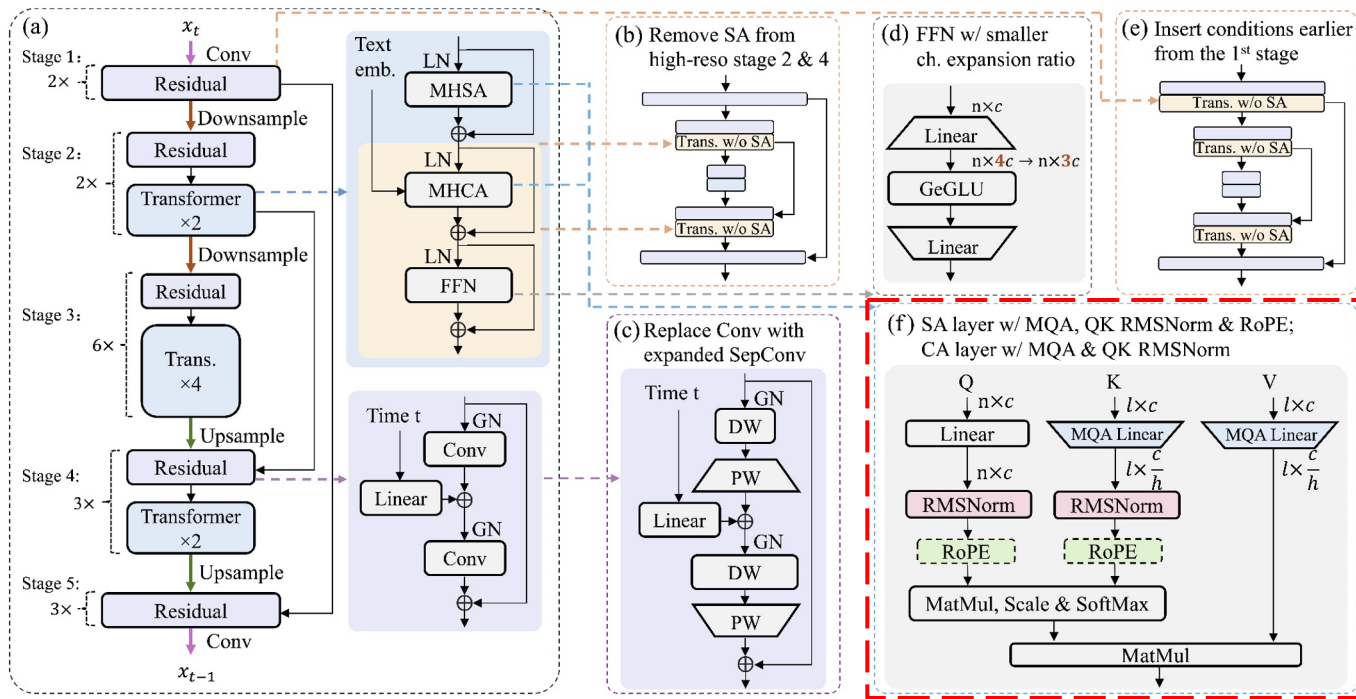 (a)
x_t
Conv
Stage 1:
2×
Residual
Downsample
Stage 2:
2×
Residual
Transformer
×2
Downsample
Stage 3:
6×
Residual
Trans.
×4
Upsample
Stage 4:
3×
Residual
Transformer
×2
Upsample
Stage 5:
3×
Residual
Conv
x_{t−1}
Text
emb.
LN
MHSA
LN
MHCA
LN
FFN
Time t
GN
Conv
Linear
GN
Conv
(b) Remove SA from
high-reso stage 2 & 4
Trans. w/o SA
Trans. w/o SA
(c) Replace Conv with
expanded SepConv
Time t
GN
DW
PW
Linear
GN
DW
PW
(d) FFN w/ smaller
ch. expansion ratio
n×c
Linear
n×4c → n×3c
GeGLU
Linear
(e) Insert conditions earlier
from the 1st stage
Trans. w/o SA
Trans. w/o SA
Trans. w/o SA
(f) SA layer w/ MQA, QK RMSNorm & RoPE;
CA layer w/ MQA & QK RMSNorm
Q K V
n×c l×c l×c
Linear MQA Linear MQA Linear
n×c l×c/h l×c/h
RMSNorm RMSNorm
RoPE RoPE
MatMul, Scale & SoftMax
MatMul